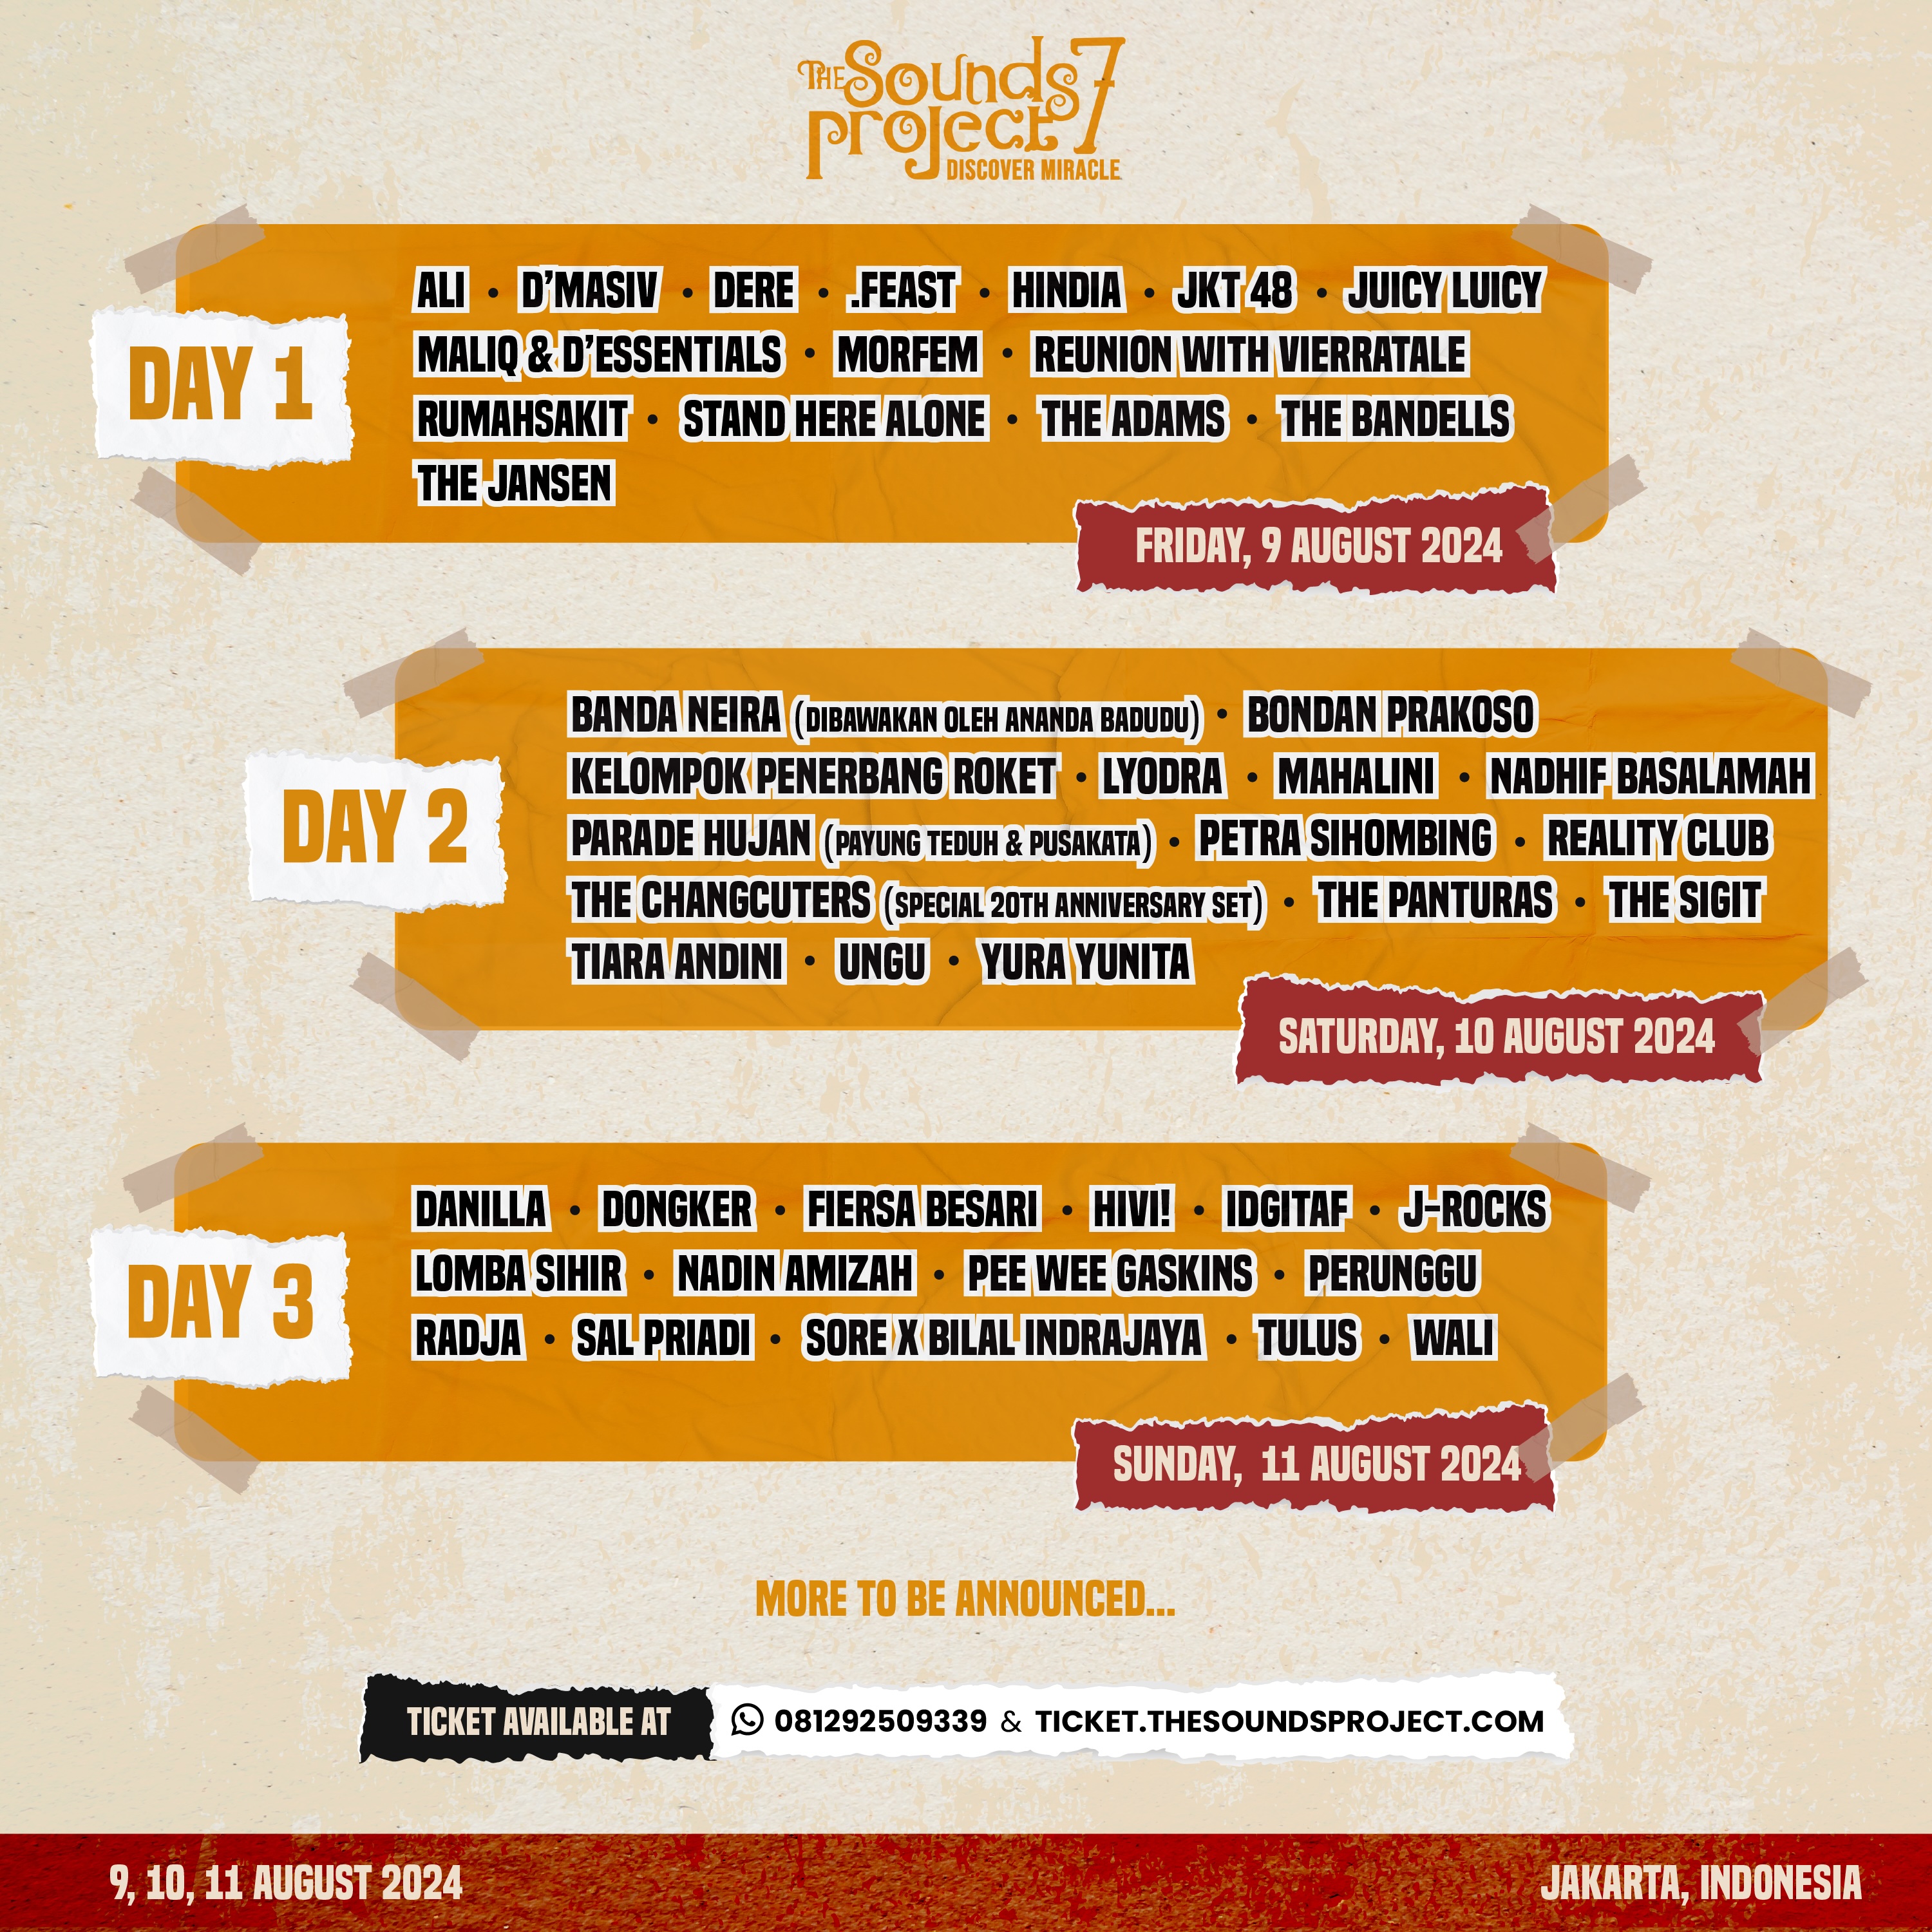 THE Sounds
project 7
DISCOVER MIRACLE
DAY 1
ALI • D'MASIV • DERE • .FEAST • HINDIA • JKT 48 • JUICY LUICY
MALIQ & D'ESSENTIALS • MORFEM • REUNION WITH VIERRATALE
RUMAHSAKIT • STAND HERE ALONE • THE ADAMS • THE BANDELLS
THE JANSEN
FRIDAY, 9 AUGUST 2024
DAY 2
BANDA NEIRA (DIBAWAKAN OLEH ANANDA BADUDU) • BONDAN PRAKOSO
KELOMPOK PENERBANG ROKET • LYODRA • MAHALINI • NADHIF BASALAMAH
PARADE HUJAN (PAYUNG TEDUH & PUSAKATA) • PETRA SIHOMBING • REALITY CLUB
THE CHANGCUTERS (SPECIAL 20TH ANNIVERSARY SET) • THE PANTURAS • THE SIGIT
TIARA ANDINI • UNGU • YURA YUNITA
SATURDAY, 10 AUGUST 2024
DAY 3
DANILLA • DONGKER • FIERSA BESARI • HIVI! • IDGITAF • J-ROCKS
LOMBA SIHIR • NADIN AMIZAH • PEE WEE GASKINS • PERUNGGU
RADJA • SAL PRIADI • SORE X BILAL INDRAJAYA • TULUS • WALI
SUNDAY, 11 AUGUST 2024
MORE TO BE ANNOUNCED...
TICKET AVAILABLE AT 081292509339 & TICKET.THESOUNDSPROJECT.COM
9, 10, 11 AUGUST 2024
JAKARTA, INDONESIA